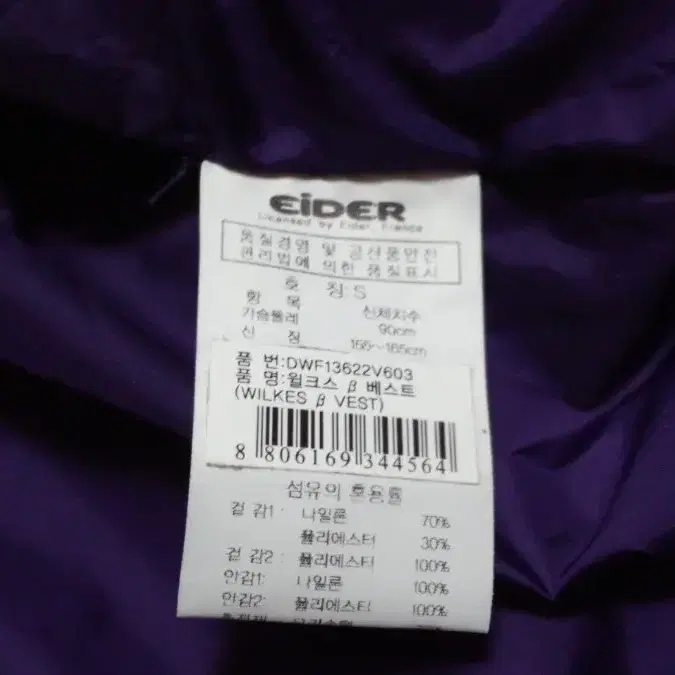 EiDER
Licensed by Eider, France
품질경영 및 공산품안전
관리법에 의한 품질표시
호 칭 S
항 목 신체치수
가슴둘레 90cm
신 장 155~165cm
품 번:DWF13622V603
품 명:윌크스 β 베스트
(WILKES β VEST)
8 806169 344564
섬유의 혼용률
겉 감1: 나일론 70%
폴리에스터 30%
겉 감2: 폴리에스터 100%
안감1: 나일론 100%
안감2: 폴리에스터 100%